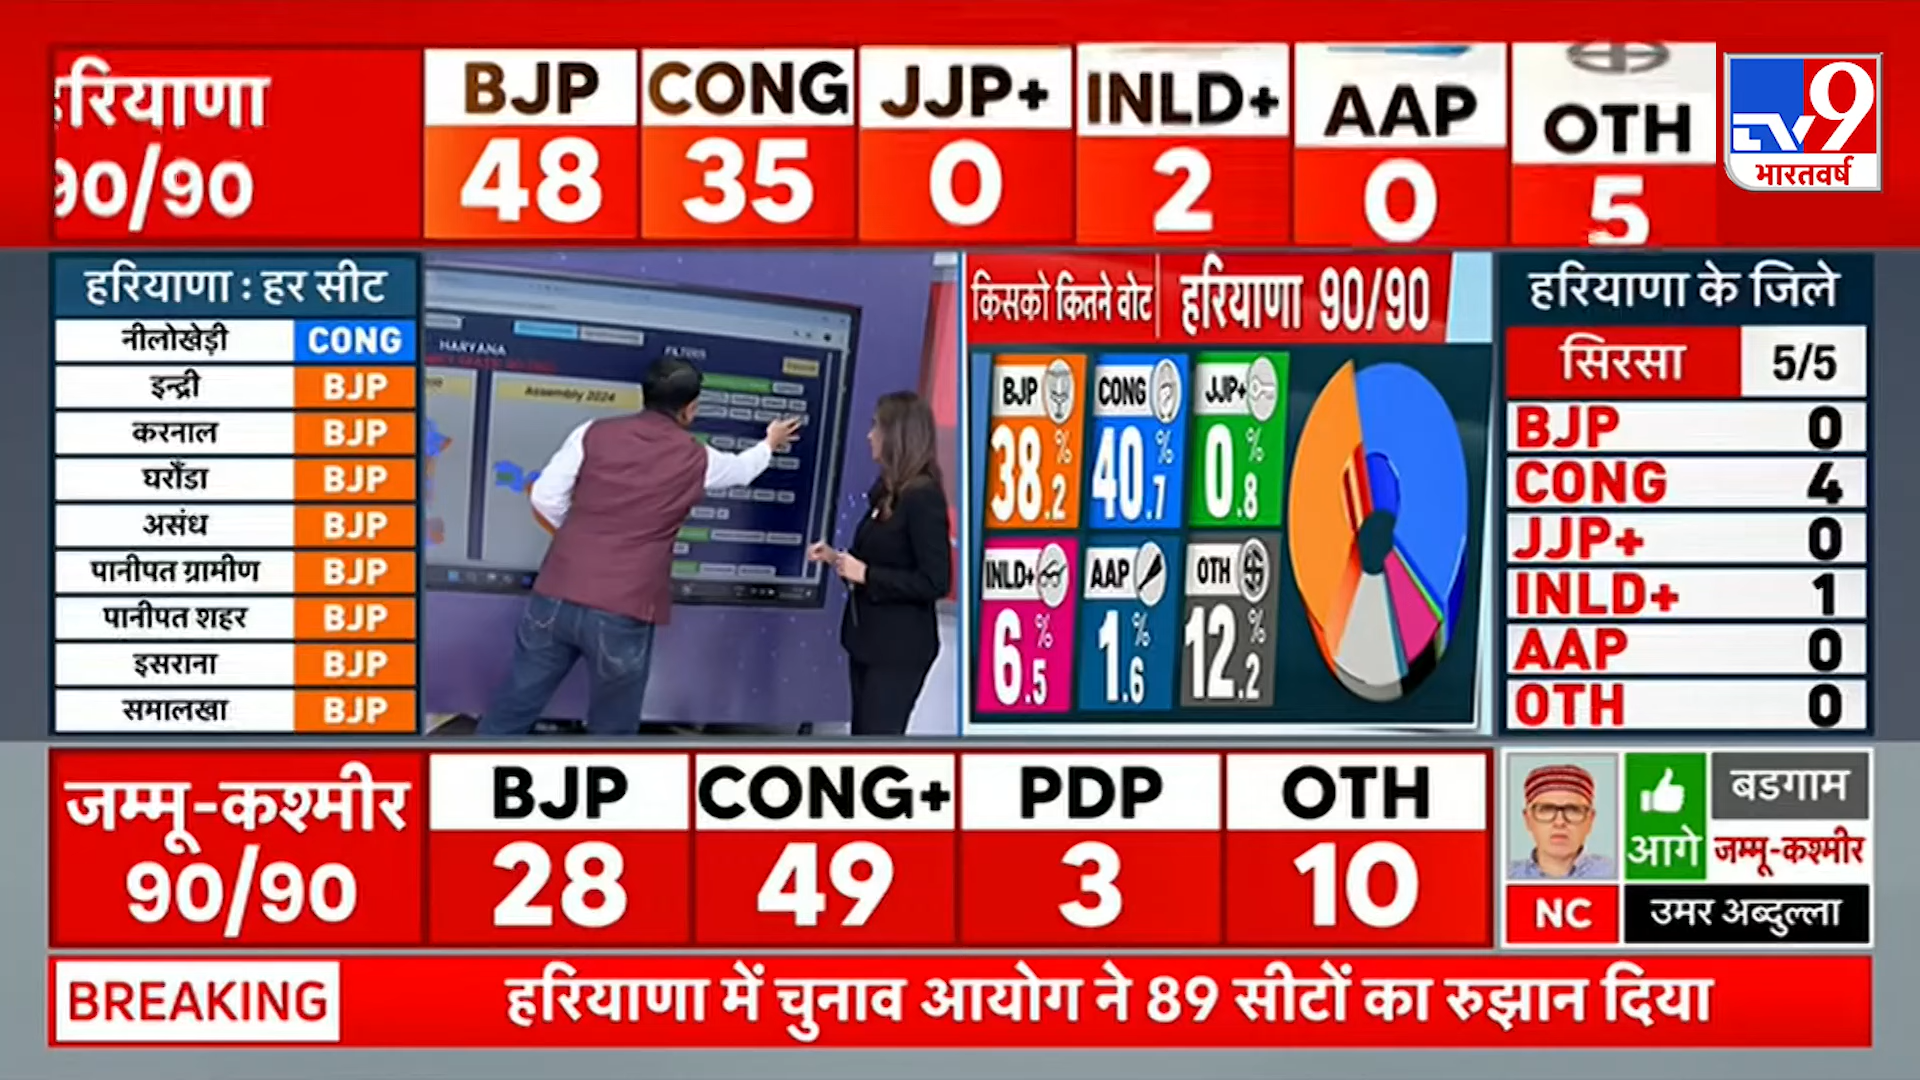 हरियाणा
90/90
BJP
48
CONG
35
JJP+
0
INLD+
2
AAP
0
OTH
5
TV9
भारतवर्ष
हरियाणा : हर सीट
नीलोखेड़ी CONG
इन्द्री BJP
करनाल BJP
घरौंडा BJP
असंध BJP
पानीपत ग्रामीण BJP
पानीपत शहर BJP
इसराना BJP
समालखा BJP
HARYANA
FILTERS
Assembly 2024
किसको कितने वोट हरियाणा 90/90
BJP
38.2%
CONG
40.7%
JJP+
0.8%
INLD+
6.5%
AAP
1.6%
OTH
12.2%
हरियाणा के जिले
सिरसा 5/5
BJP 0
CONG 4
JJP+ 0
INLD+ 1
AAP 0
OTH 0
जम्मू-कश्मीर
90/90
BJP
28
CONG+
49
PDP
3
OTH
10
आगे
बडगाम
जम्मू-कश्मीर
NC
उमर अब्दुल्ला
BREAKING
हरियाणा में चुनाव आयोग ने 89 सीटों का रुझान दिया